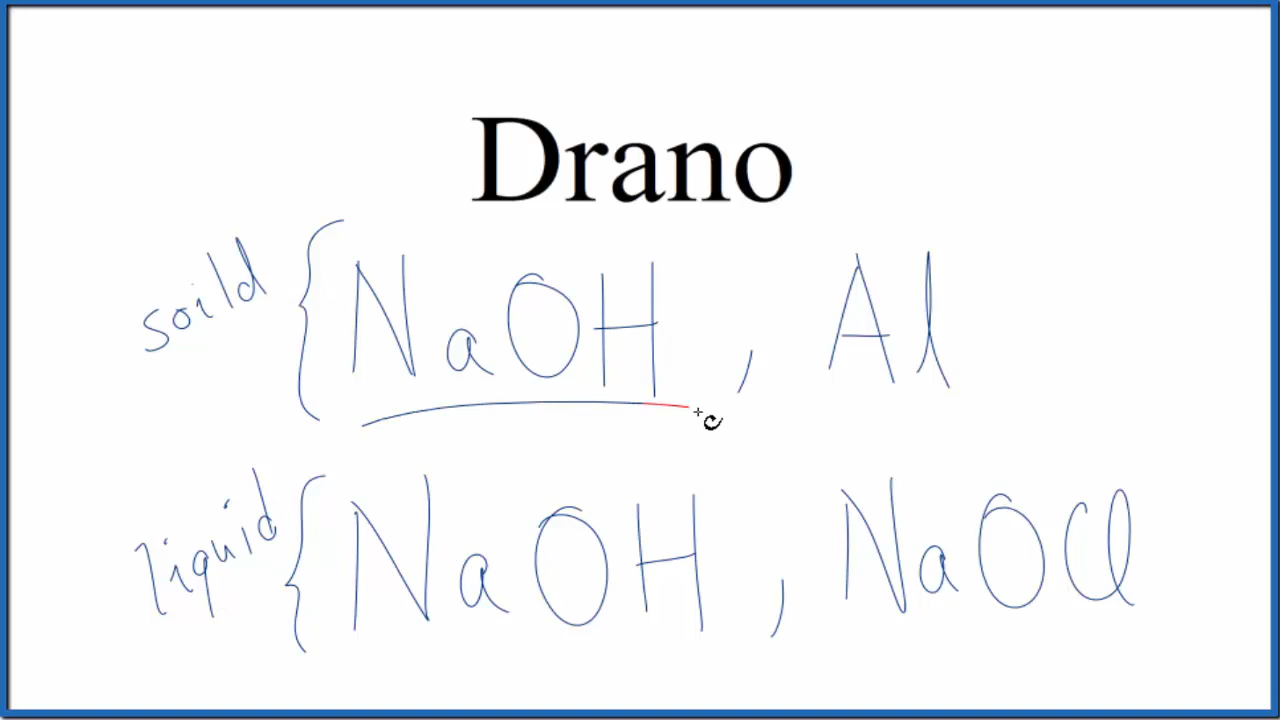 Drano
soild { NaOH , Al
liquid { NaOH , NaOCl